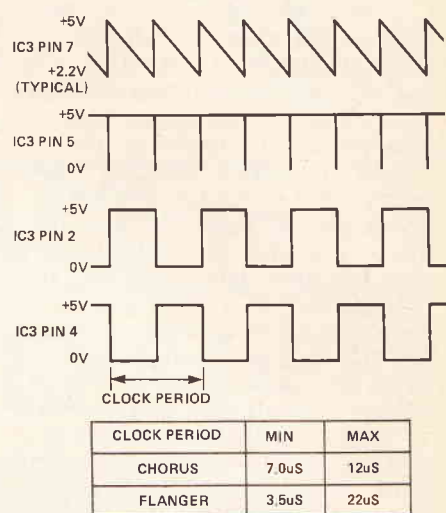 +5V
IC3 PIN 7
+2.2V
(TYPICAL)
+5V
IC3 PIN 5
0V
+5V
IC3 PIN 2
0V
+5V
IC3 PIN 4
0V
CLOCK PERIOD
CLOCK PERIOD MIN MAX
CHORUS 7.0uS 12uS
FLANGER 3.5uS 22uS